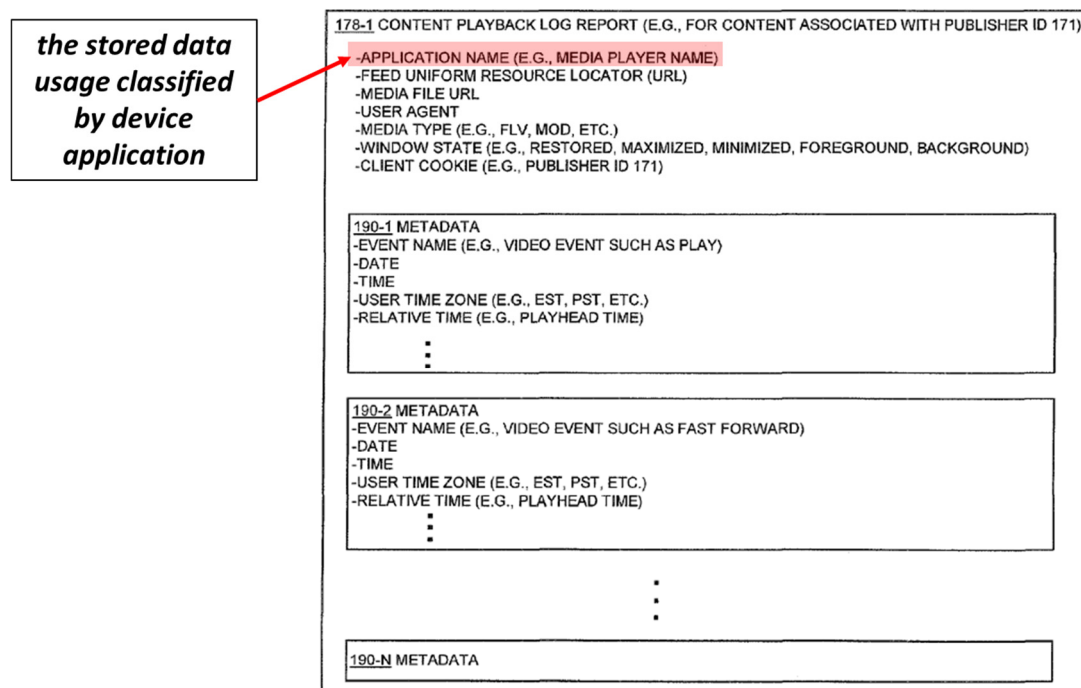 the stored data
usage classified
by device
application
178-1 CONTENT PLAYBACK LOG REPORT (E.G., FOR CONTENT ASSOCIATED WITH PUBLISHER ID 171)
-APPLICATION NAME (E.G., MEDIA PLAYER NAME)
-FEED UNIFORM RESOURCE LOCATOR (URL)
-MEDIA FILE URL
-USER AGENT
-MEDIA TYPE (E.G., FLV, MOD, ETC.)
-WINDOW STATE (E.G., RESTORED, MAXIMIZED, MINIMIZED, FOREGROUND, BACKGROUND)
-CLIENT COOKIE (E.G., PUBLISHER ID 171)
190-1 METADATA
-EVENT NAME (E.G., VIDEO EVENT SUCH AS PLAY)
-DATE
-TIME
-USER TIME ZONE (E.G., EST, PST, ETC.)
-RELATIVE TIME (E.G., PLAYHEAD TIME)
190-2 METADATA
-EVENT NAME (E.G., VIDEO EVENT SUCH AS FAST FORWARD)
-DATE
-TIME
-USER TIME ZONE (E.G., EST, PST, ETC.)
-RELATIVE TIME (E.G., PLAYHEAD TIME)
190-N METADATA